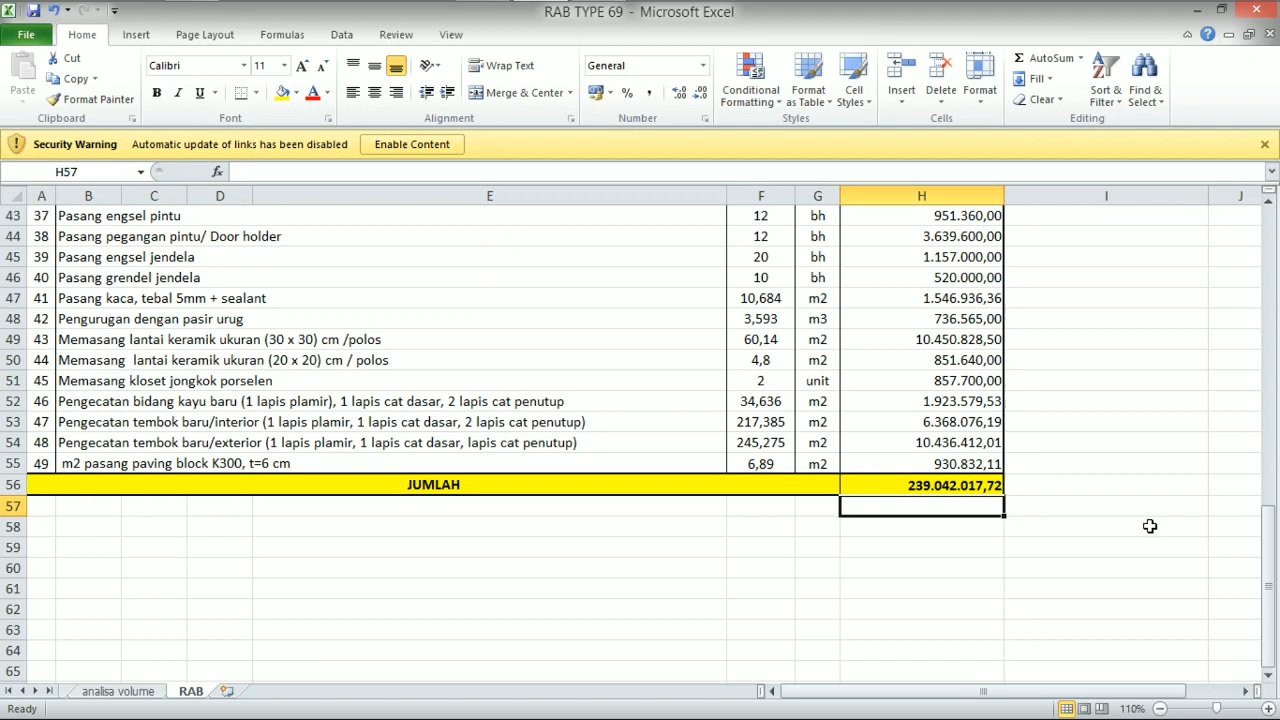 RAB TYPE 69 - Microsoft Excel
File Home Insert Page Layout Formulas Data Review View
Cut
Copy
Format Painter
Paste
Clipboard
Calibri 11
B I U
Font
Wrap Text
Merge & Center
Alignment
General
Number
Conditional Formatting
Format as Table
Cell Styles
Styles
Insert Delete Format
Cells
AutoSum
Fill
Clear
Sort & Filter
Find & Select
Editing
Security Warning Automatic update of links has been disabled Enable Content
H57 fx
A B C D E F G H I J
43 37 Pasang engsel pintu 12 bh 951.360,00
44 38 Pasang pegangan pintu/ Door holder 12 bh 3.639.600,00
45 39 Pasang engsel jendela 20 bh 1.157.000,00
46 40 Pasang grendel jendela 10 bh 520.000,00
47 41 Pasang kaca, tebal 5mm + sealant 10,684 m2 1.546.936,36
48 42 Pengurugan dengan pasir urug 3,593 m3 736.565,00
49 43 Memasang lantai keramik ukuran (30 x 30) cm /polos 60,14 m2 10.450.828,50
50 44 Memasang lantai keramik ukuran (20 x 20) cm / polos 4,8 m2 851.640,00
51 45 Memasang kloset jongkok porselen 2 unit 857.700,00
52 46 Pengecatan bidang kayu baru (1 lapis plamir), 1 lapis cat dasar, 2 lapis cat penutup 34,636 m2 1.923.579,53
53 47 Pengecatan tembok baru/interior (1 lapis plamir, 1 lapis cat dasar, 2 lapis cat penutup) 217,385 m2 6.368.076,19
54 48 Pengecatan tembok baru/exterior (1 lapis plamir, 1 lapis cat dasar, lapis cat penutup) 245,275 m2 10.436.412,01
55 49 m2 pasang paving block K300, t=6 cm 6,89 m2 930.832,11
56 JUMLAH 239.042.017,72
57
58
59
60
61
62
63
64
65
analisa volume RAB
Ready 110%